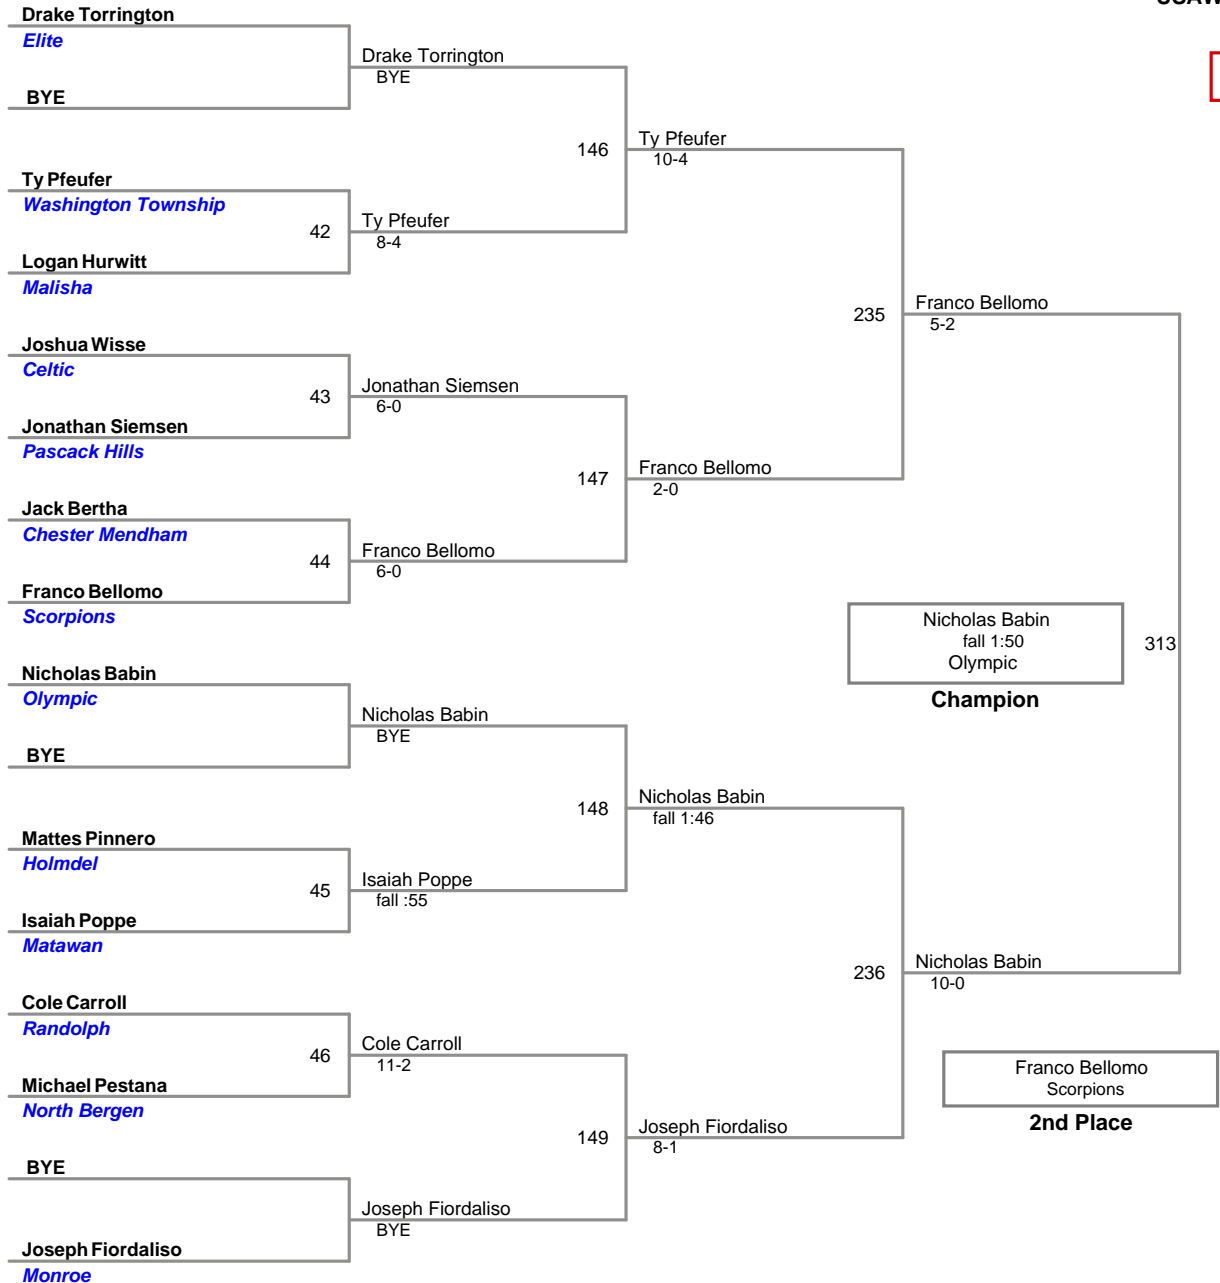 Drake Torrington
Elite
Drake Torrington
BYE
BYE
146
Ty Pfeufer
10-4
Ty Pfeufer
Washington Township
42
Ty Pfeufer
8-4
Logan Hurwitt
Malisha
235
Franco Bellomo
5-2
Joshua Wisse
Celtic
43
Jonathan Siemsen
6-0
Jonathan Siemsen
Pascack Hills
147
Franco Bellomo
2-0
Jack Bertha
Chester Mendham
44
Franco Bellomo
6-0
Franco Bellomo
Scorpions
Nicholas Babin
fall 1:50
Olympic
Champion
313
Nicholas Babin
Olympic
Nicholas Babin
BYE
BYE
148
Nicholas Babin
fall 1:46
Mattes Pinnero
Holmdel
45
Isaiah Poppe
fall :55
Isaiah Poppe
Matawan
236
Nicholas Babin
10-0
Cole Carroll
Randolph
46
Cole Carroll
11-2
Michael Pestana
North Bergen
Franco Bellomo
Scorpions
2nd Place
149
Joseph Fiordaliso
8-1
BYE
Joseph Fiordaliso
BYE
Joseph Fiordaliso
Monroe